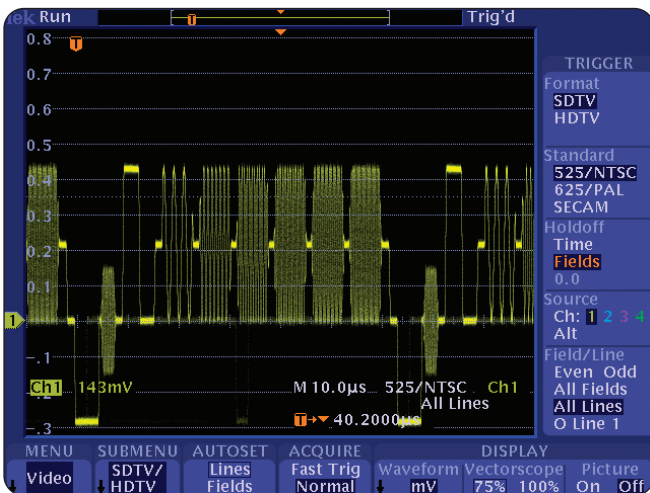 Tek Run Trig'd
T
T
0.8
0.7
0.6
0.5
0.4
0.3
0.2
0.1
1
-.1
-.2
-.3
Ch1 143mV M 10.0µs 525/NTSC Ch1
All Lines
T→▼ 40.2000µs
TRIGGER
Format
SDTV
HDTV
Standard
525/NTSC
625/PAL
SECAM
Holdoff
Time
Fields
0.0
Source
Ch: 1 2 3 4
Alt
Field/Line
Even Odd
All Fields
All Lines
O Line 1
MENU SUBMENU AUTOSET ACQUIRE DISPLAY
Video SDTV/ Lines Fast Trig Waveform Vectorscope Picture
HDTV Fields Normal mV 75% 100% On Off